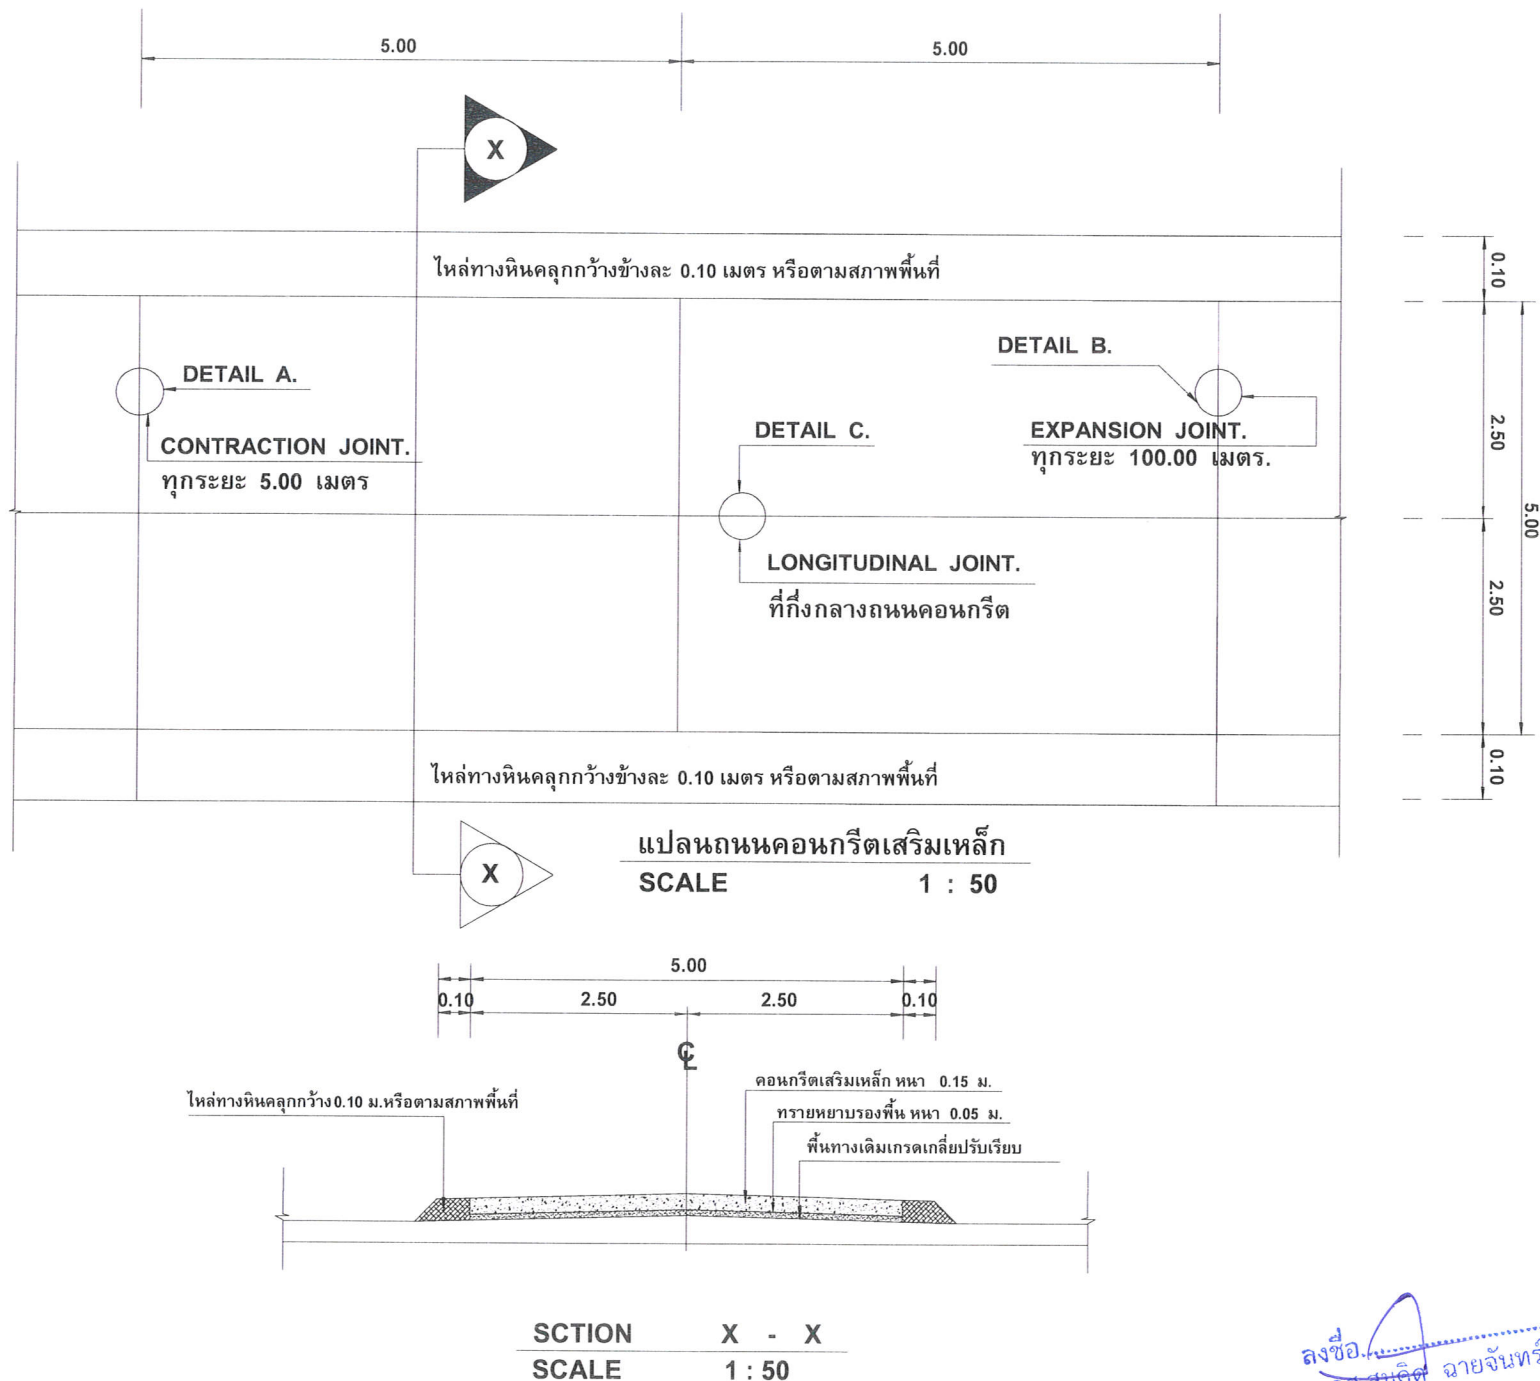 5.00 5.00
X
ไหล่ทางหินคลุกกว้างข้างละ 0.10 เมตร หรือตามสภาพพื้นที่
0.10
DETAIL A.
DETAIL B.
CONTRACTION JOINT.
ทุกระยะ 5.00 เมตร
DETAIL C.
EXPANSION JOINT.
ทุกระยะ 100.00 เมตร.
2.50
5.00
LONGITUDINAL JOINT.
ที่กึ่งกลางถนนคอนกรีต
2.50
ไหล่ทางหินคลุกกว้างข้างละ 0.10 เมตร หรือตามสภาพพื้นที่
0.10
X
แปลนถนนคอนกรีตเสริมเหล็ก
SCALE 1 : 50
5.00
0.10 2.50 2.50 0.10
℄
ไหล่ทางหินคลุกกว้าง0.10 ม.หรือตามสภาพพื้นที่
คอนกรีตเสริมเหล็ก หนา 0.15 ม.
ทรายหยาบรองพื้น หนา 0.05 ม.
พื้นทางเดิมเกรดเกลี่ยปรับเรียบ
SCTION X - X
SCALE 1 : 50
ลงชื่อ
ฉายจันทร์